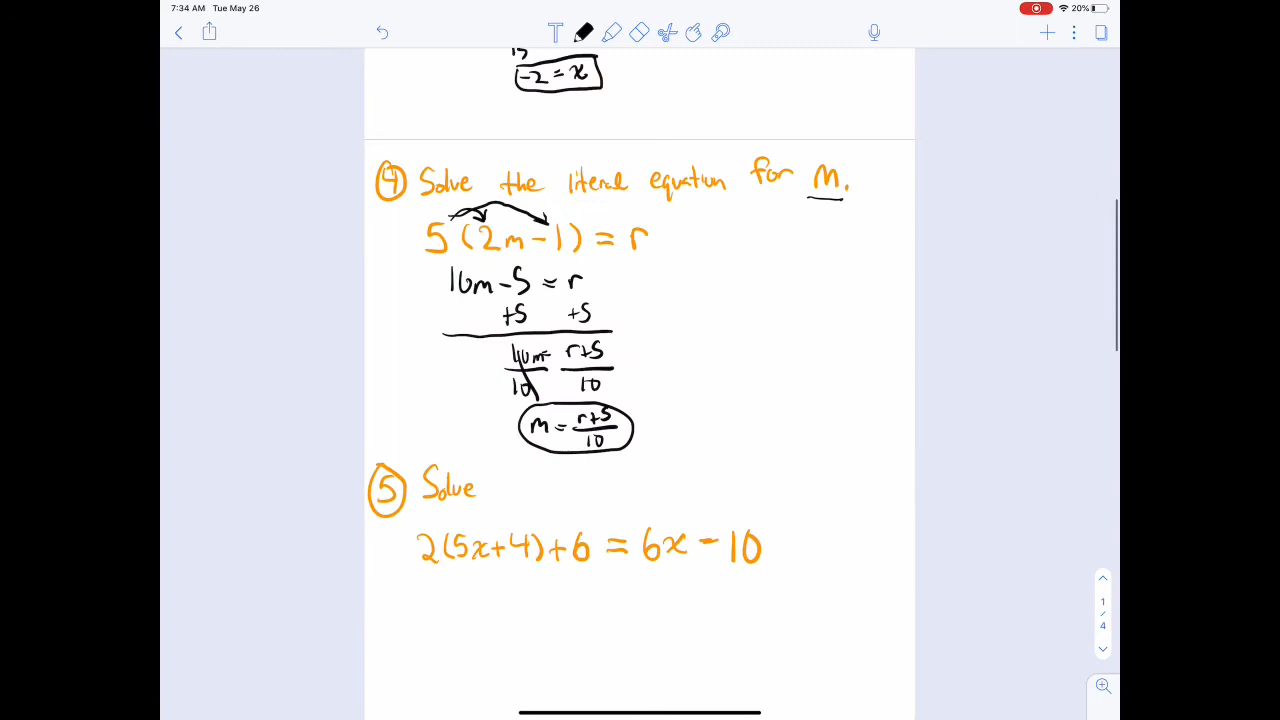 7:34 AM Tue May 26
20%
-2 = x
4 Solve the literal equation for m.
5(2m-1) = r
10m-5 = r
+5 +5
10m= r+5
10 10
m = r+5
10
5 Solve
2(5x+4)+6 = 6x - 10
1
/
4